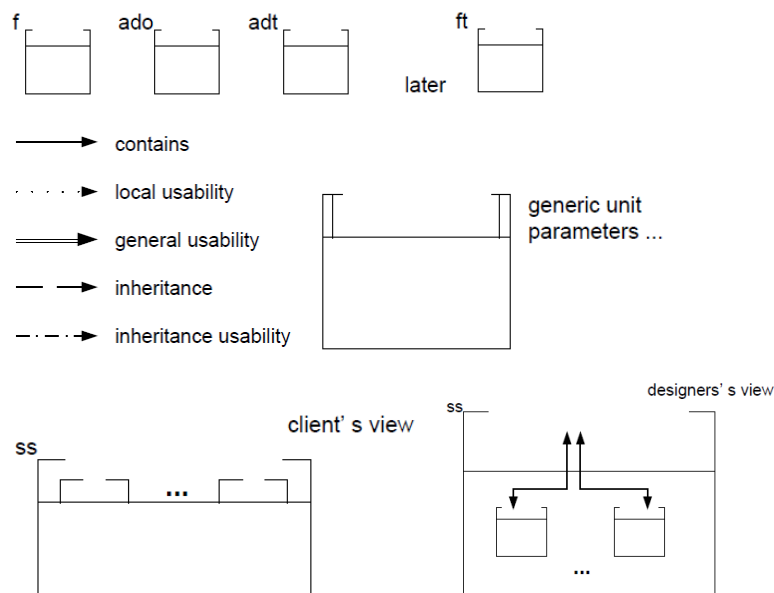 f
ado
adt
ft
later
contains
local usability
general usability
inheritance
inheritance usability
generic unit
parameters ...
client' s view
ss
...
designers' s view
ss
...